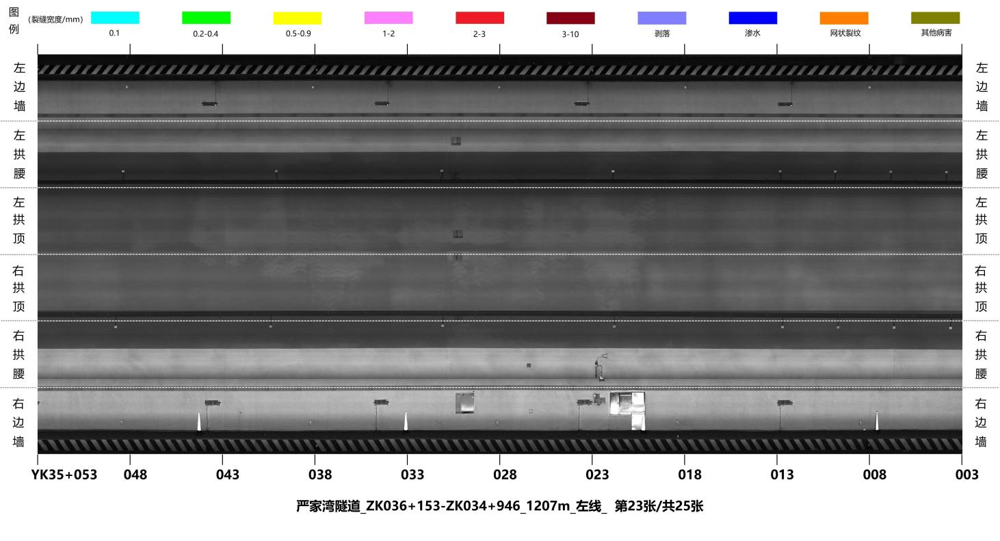 图例 (裂缝宽度/mm) 0.1 0.2-0.4 0.5-0.9 1-2 2-3 3-10 剥落 渗水 网状裂纹 其他病害
左边墙 左边墙
左拱腰 左拱腰
左拱顶 左拱顶
右拱顶 右拱顶
右拱腰 右拱腰
右边墙 右边墙
YK35+053 048 043 038 033 028 023 018 013 008 003
严家湾隧道_ZK036+153-ZK034+946_1207m_左线_ 第23张/共25张